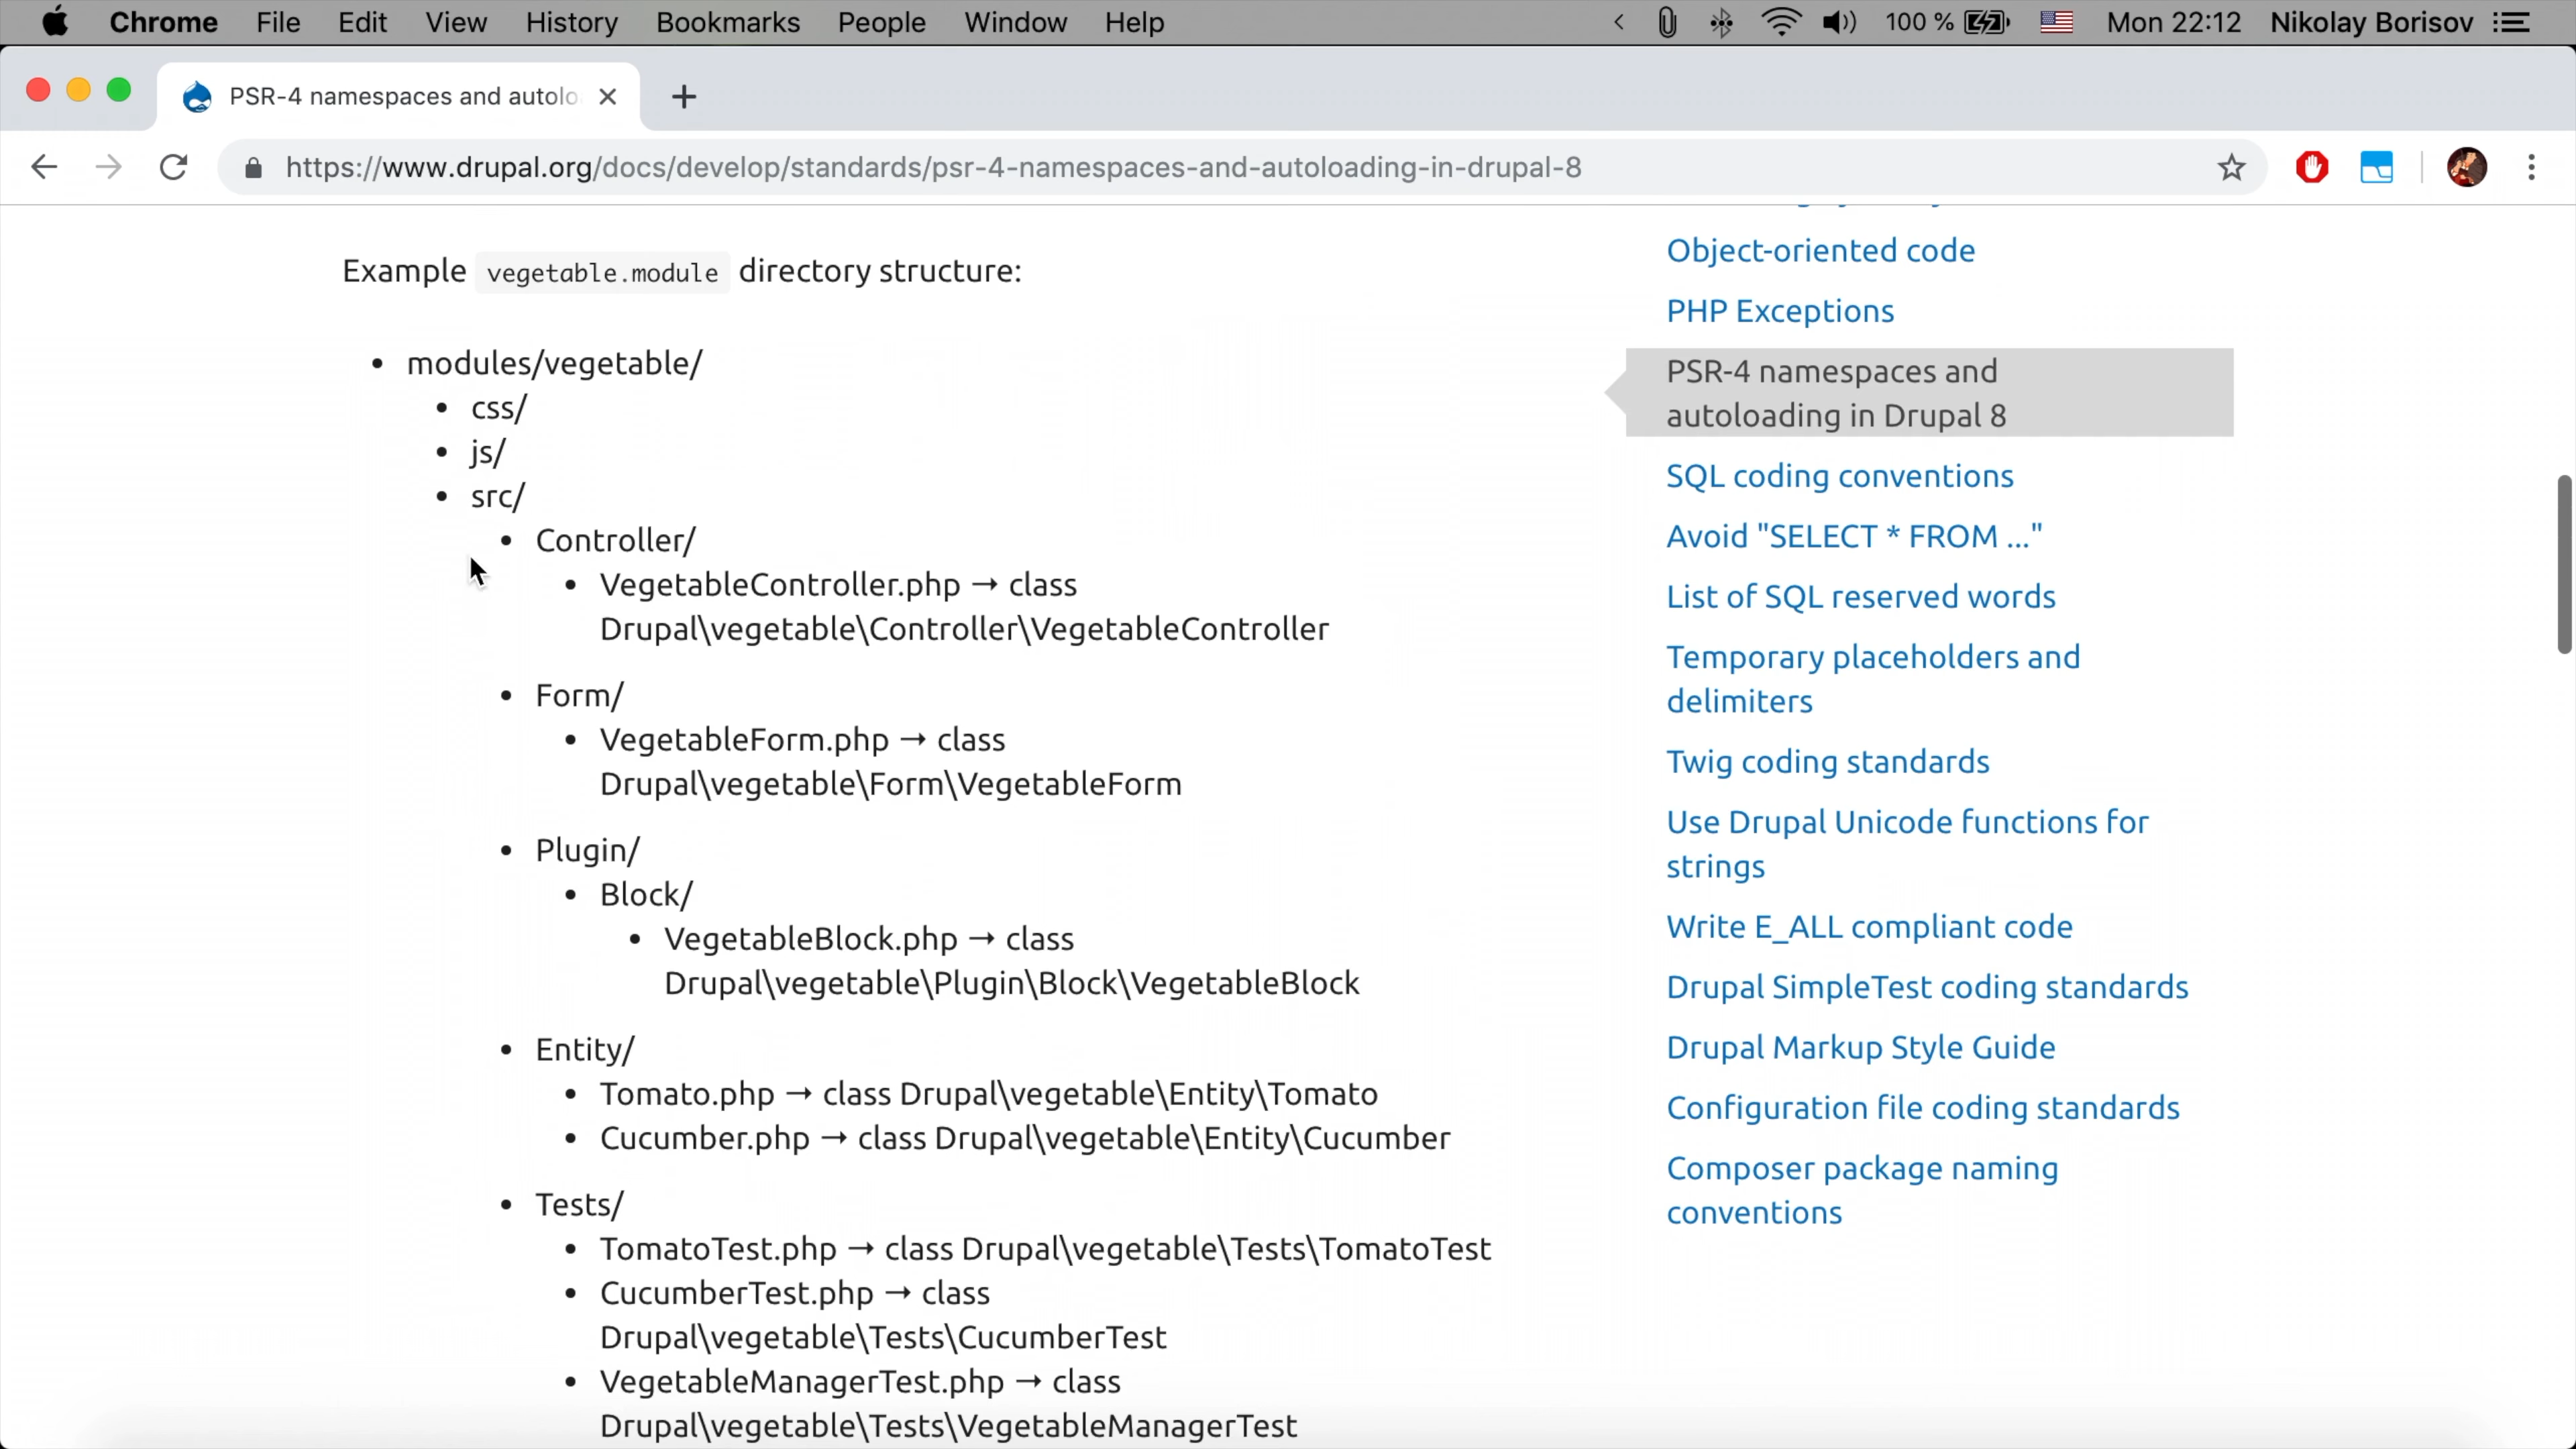 Chrome File Edit View History Bookmarks People Window Help 100 % Mon 22:12 Nikolay Borisov
PSR-4 namespaces and autolo
https://www.drupal.org/docs/develop/standards/psr-4-namespaces-and-autoloading-in-drupal-8
Example vegetable.module directory structure:
• modules/vegetable/
• css/
• js/
• src/
• Controller/
• VegetableController.php → class
Drupal\vegetable\Controller\VegetableController
• Form/
• VegetableForm.php → class
Drupal\vegetable\Form\VegetableForm
• Plugin/
• Block/
• VegetableBlock.php → class
Drupal\vegetable\Plugin\Block\VegetableBlock
• Entity/
• Tomato.php → class Drupal\vegetable\Entity\Tomato
• Cucumber.php → class Drupal\vegetable\Entity\Cucumber
• Tests/
• TomatoTest.php → class Drupal\vegetable\Tests\TomatoTest
• CucumberTest.php → class
Drupal\vegetable\Tests\CucumberTest
• VegetableManagerTest.php → class
Drupal\vegetable\Tests\VegetableManagerTest
Object-oriented code
PHP Exceptions
PSR-4 namespaces and
autoloading in Drupal 8
SQL coding conventions
Avoid "SELECT * FROM ..."
List of SQL reserved words
Temporary placeholders and
delimiters
Twig coding standards
Use Drupal Unicode functions for
strings
Write E_ALL compliant code
Drupal SimpleTest coding standards
Drupal Markup Style Guide
Configuration file coding standards
Composer package naming
conventions